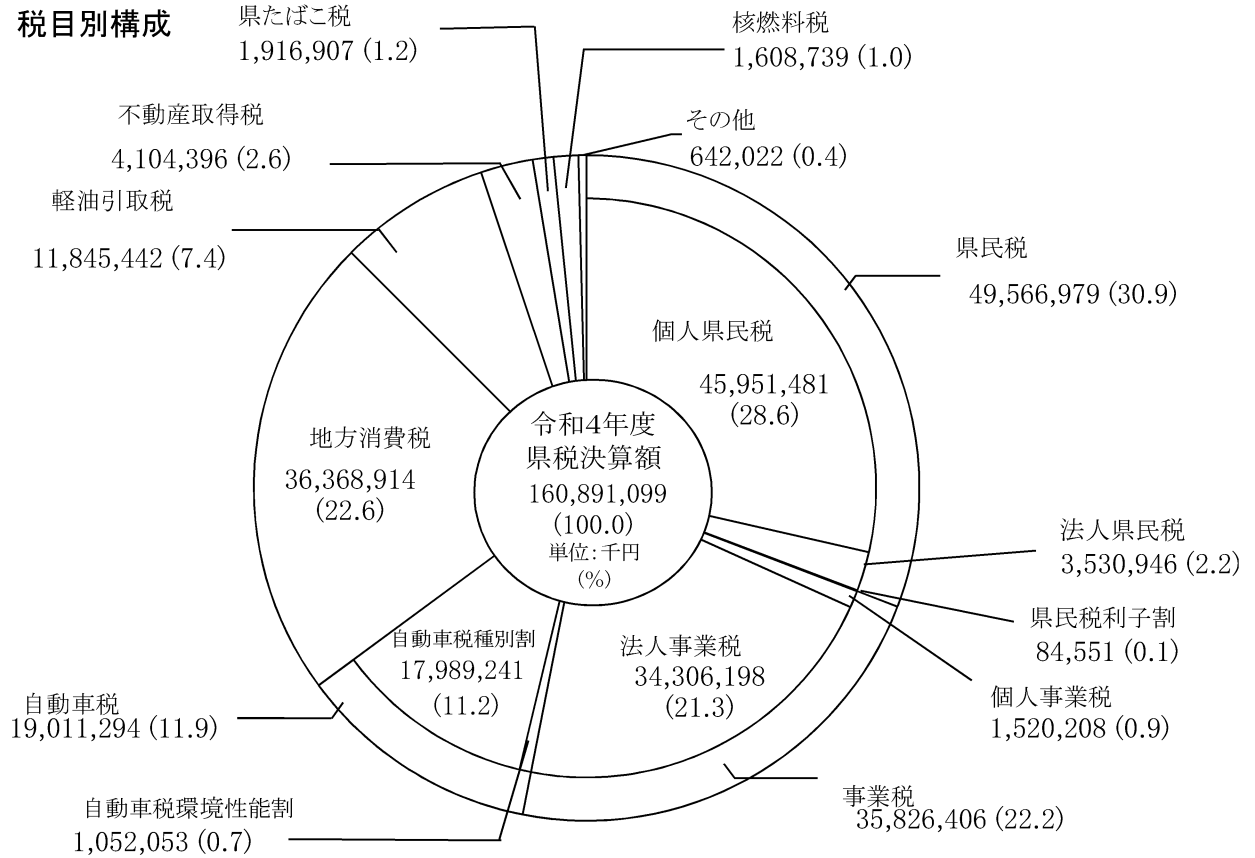 税目別構成
県たばこ税
1,916,907 (1.2)
核燃料税
1,608,739 (1.0)
不動産取得税
4,104,396 (2.6)
その他
642,022 (0.4)
軽油引取税
11,845,442 (7.4)
県民税
49,566,979 (30.9)
個人県民税
45,951,481
(28.6)
地方消費税
36,368,914
(22.6)
令和4年度
県税決算額
160,891,099
(100.0)
単位:千円
(%)
法人県民税
3,530,946 (2.2)
県民税利子割
84,551 (0.1)
個人事業税
1,520,208 (0.9)
自動車税種別割
17,989,241
(11.2)
法人事業税
34,306,198
(21.3)
自動車税
19,011,294 (11.9)
自動車税環境性能割
1,052,053 (0.7)
事業税
35,826,406 (22.2)